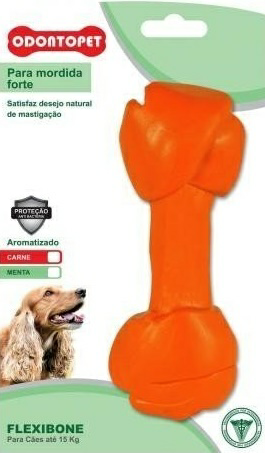 ODONTOPET
Para mordida
forte
Satisfaz desejo natural
de mastigação
PROTEÇÃO
ANTIBACTERIANA
Aromatizado
CARNE
MENTA
FLEXIBONE
Para Cães até 15 Kg